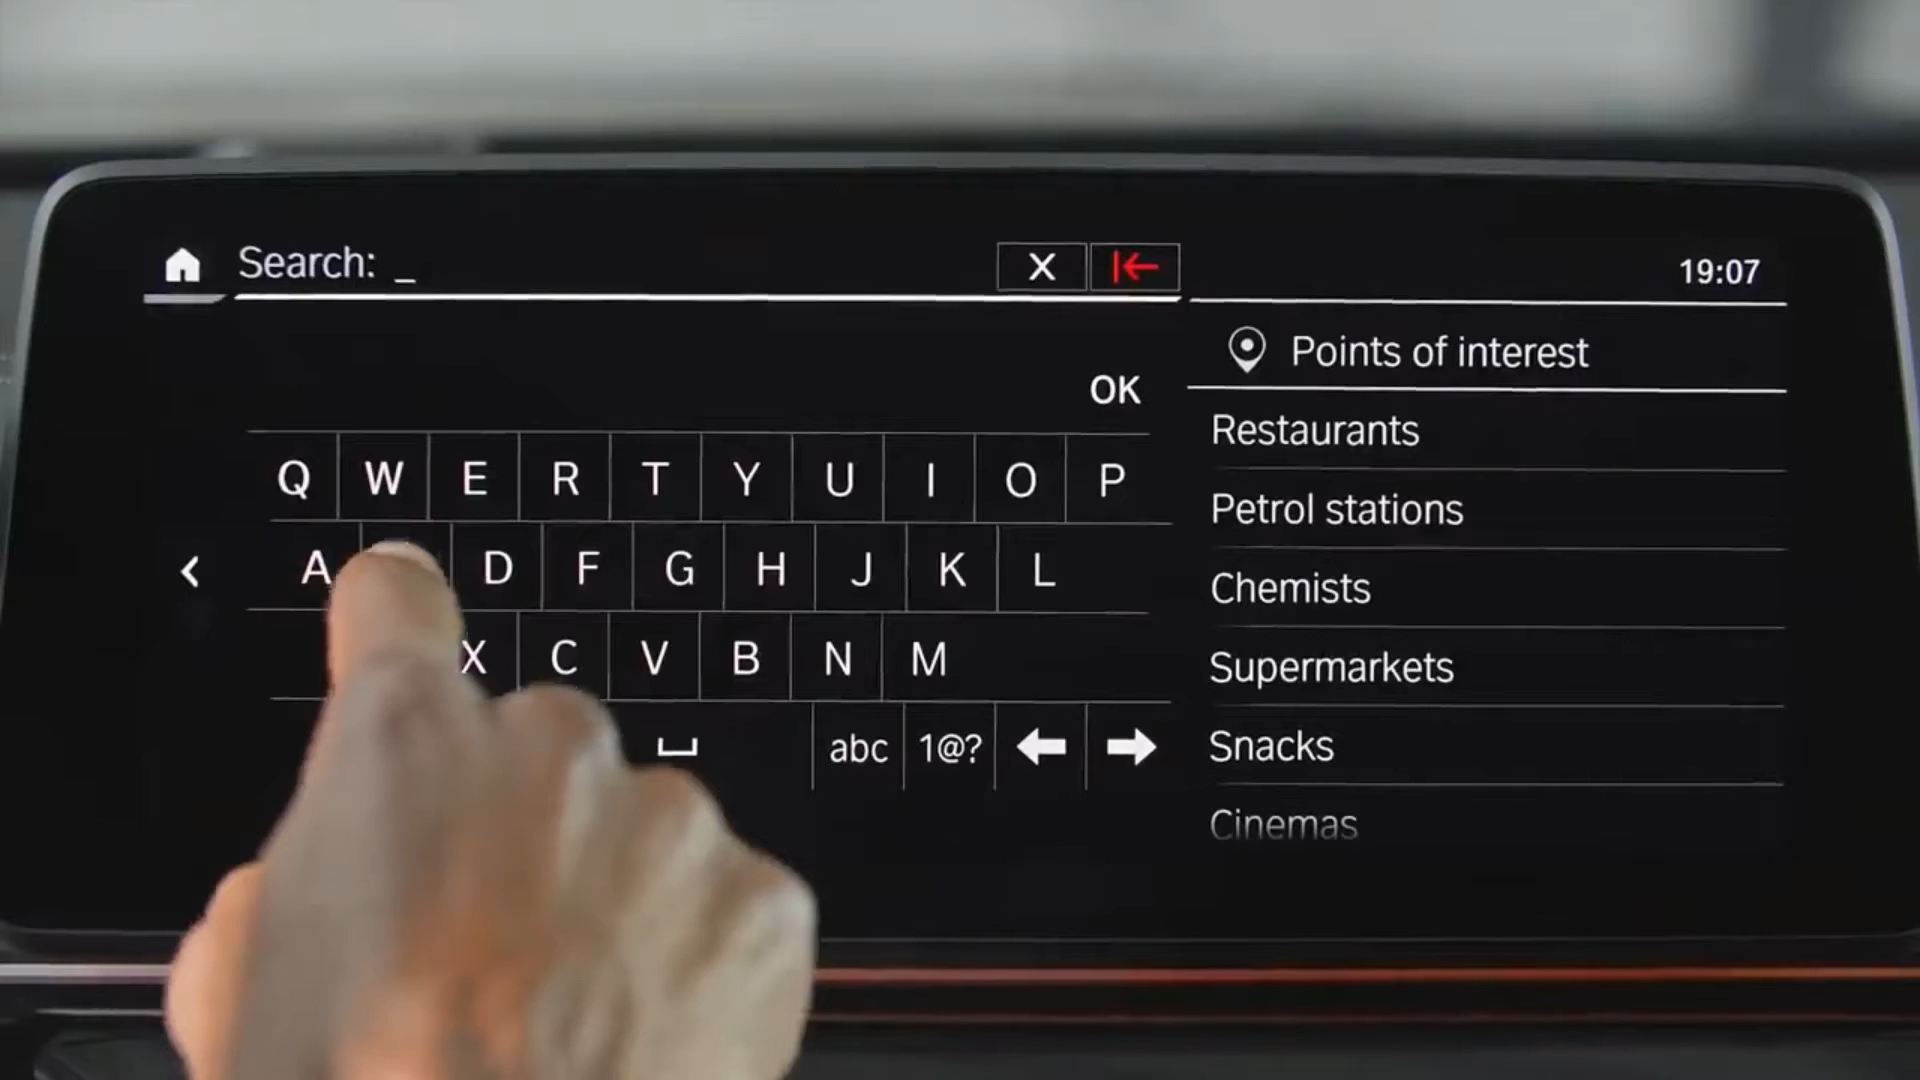 Search: _
X
19:07
Points of interest
OK
Restaurants
Q W E R T Y U I O P
Petrol stations
A D F G H J K L
Chemists
X C V B N M
Supermarkets
abc 1@?
Snacks
Cinemas